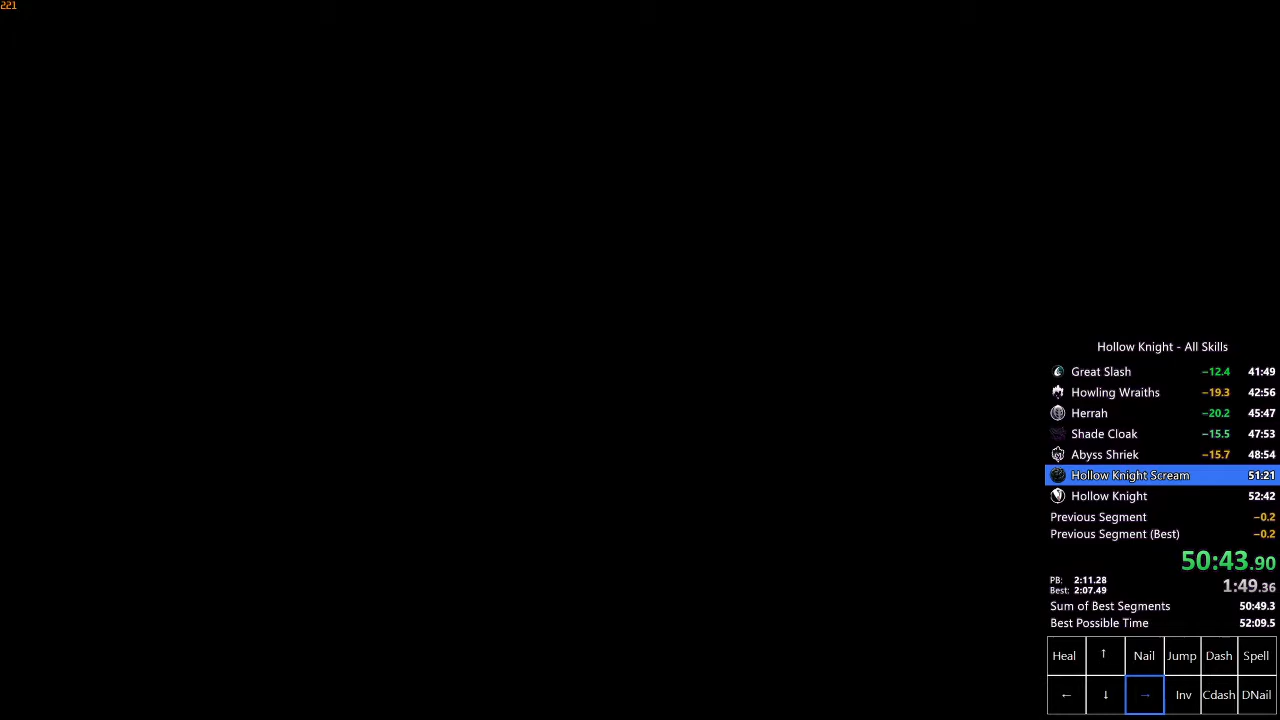 221
Hollow Knight - All Skills
Great Slash −12.4 41:49
Howling Wraiths −19.3 42:56
Herrah −20.2 45:47
Shade Cloak −15.5 47:53
Abyss Shriek −15.7 48:54
Hollow Knight Scream 51:21
Hollow Knight 52:42
Previous Segment −0.2
Previous Segment (Best) −0.2
50:43.90
PB: 2:11.28 1:49.36
Best: 2:07.49
Sum of Best Segments 50:49.3
Best Possible Time 52:09.5
Heal ↑ Nail Jump Dash Spell
← ↓ → Inv Cdash DNail